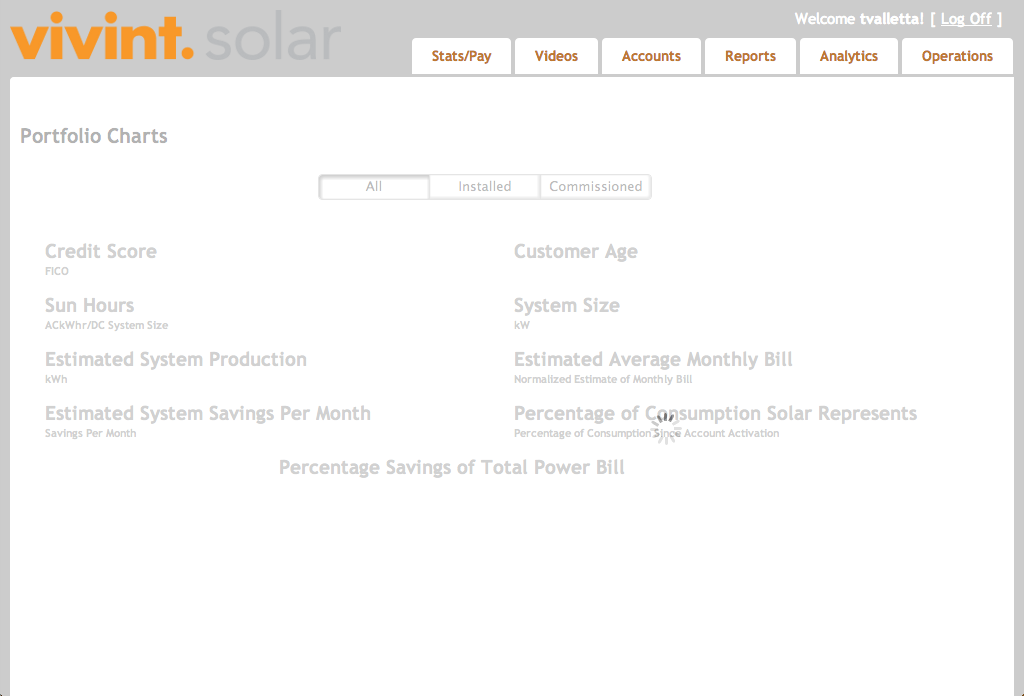 vivint. solar
Welcome tvalletta! [ Log Off ]
Stats/Pay Videos Accounts Reports Analytics Operations
Portfolio Charts
All Installed Commissioned
Credit Score Customer Age
FICO
Sun Hours System Size
ACkWhr/DC System Size kW
Estimated System Production Estimated Average Monthly Bill
kWh Normalized Estimate of Monthly Bill
Estimated System Savings Per Month Percentage of Consumption Solar Represents
Savings Per Month Percentage of Consumption Since Account Activation
Percentage Savings of Total Power Bill